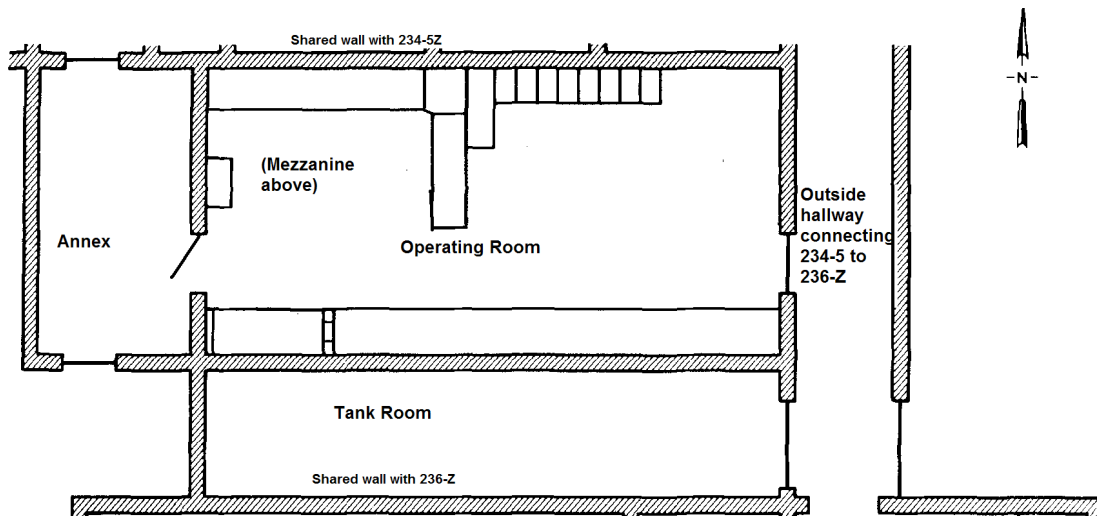 Shared wall with 234-5Z
-N-
(Mezzanine
above)
Outside
hallway
connecting
234-5 to
236-Z
Annex
Operating Room
Tank Room
Shared wall with 236-Z